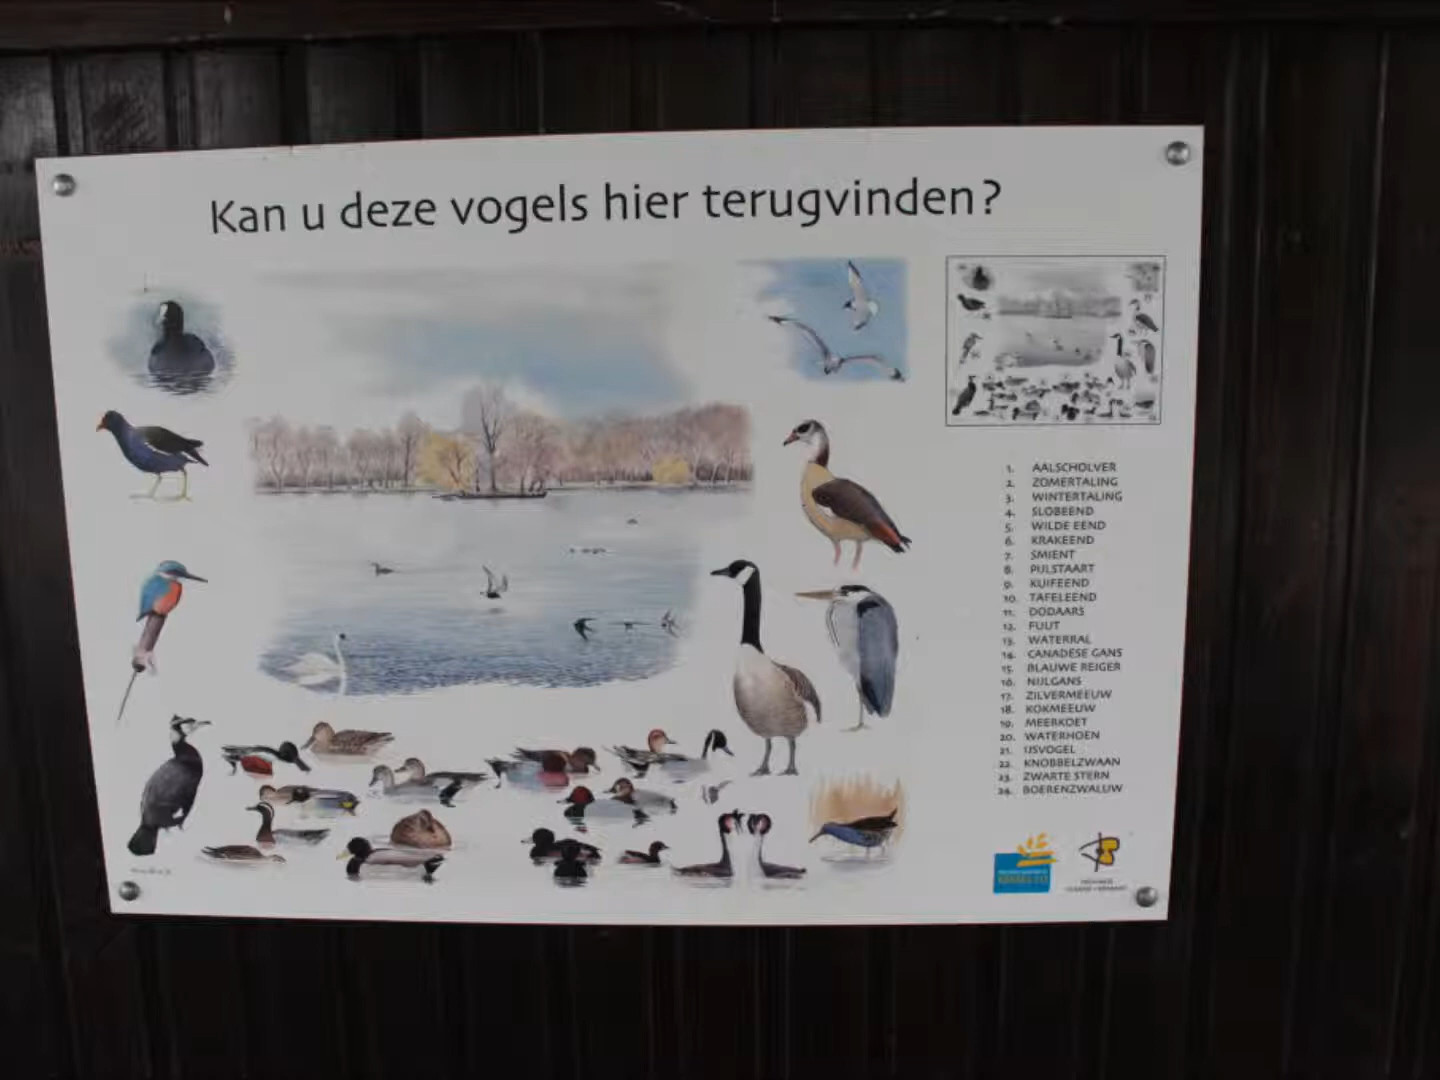 Kan u deze vogels hier terugvinden?
1. AALSCHOLVER
2. ZOMERTALING
3. WINTERTALING
4. SLOBEEND
5. WILDE EEND
6. KRAKEEND
7. SMIENT
8. PIJLSTAART
9. KUIFEEND
10. TAFELEEND
11. DODAARS
12. FUUT
13. WATERRAL
14. CANADESE GANS
15. BLAUWE REIGER
16. NIJLGANS
17. ZILVERMEEUW
18. KOKMEEUW
19. MEERKOET
20. WATERHOEN
21. IJSVOGEL
22. KNOBBELZWAAN
23. ZWARTE STERN
24. BOERENZWALUW